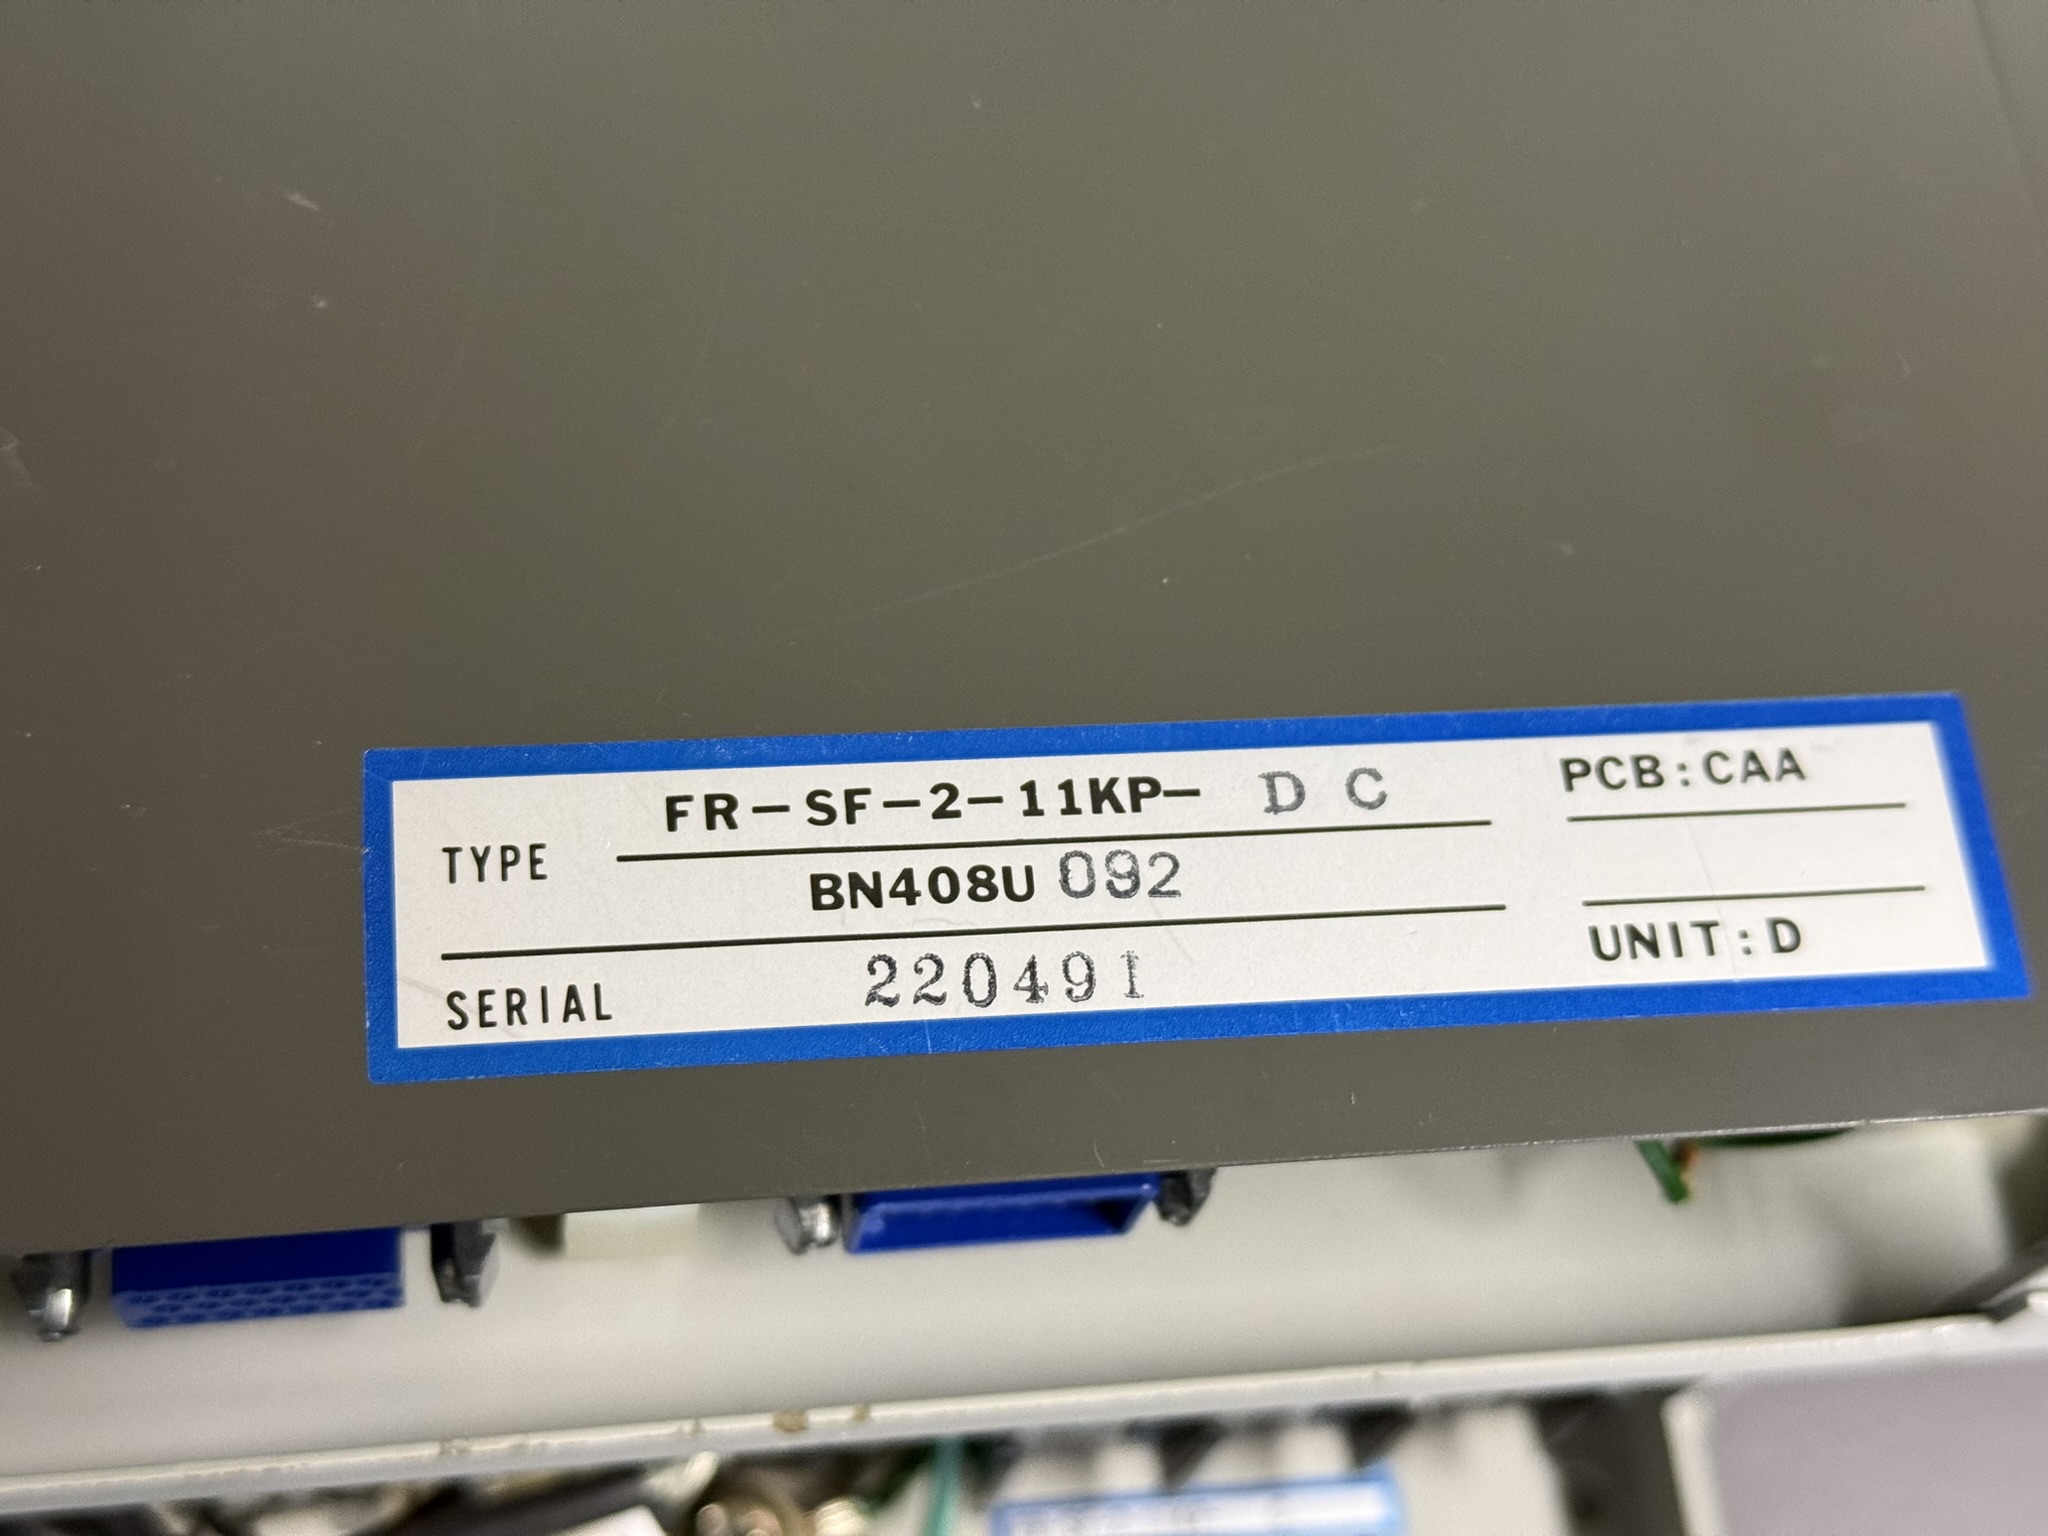 TYPE FR-SF-2-11KP- D C
BN408U 092
SERIAL 220491
PCB:CAA
UNIT:D